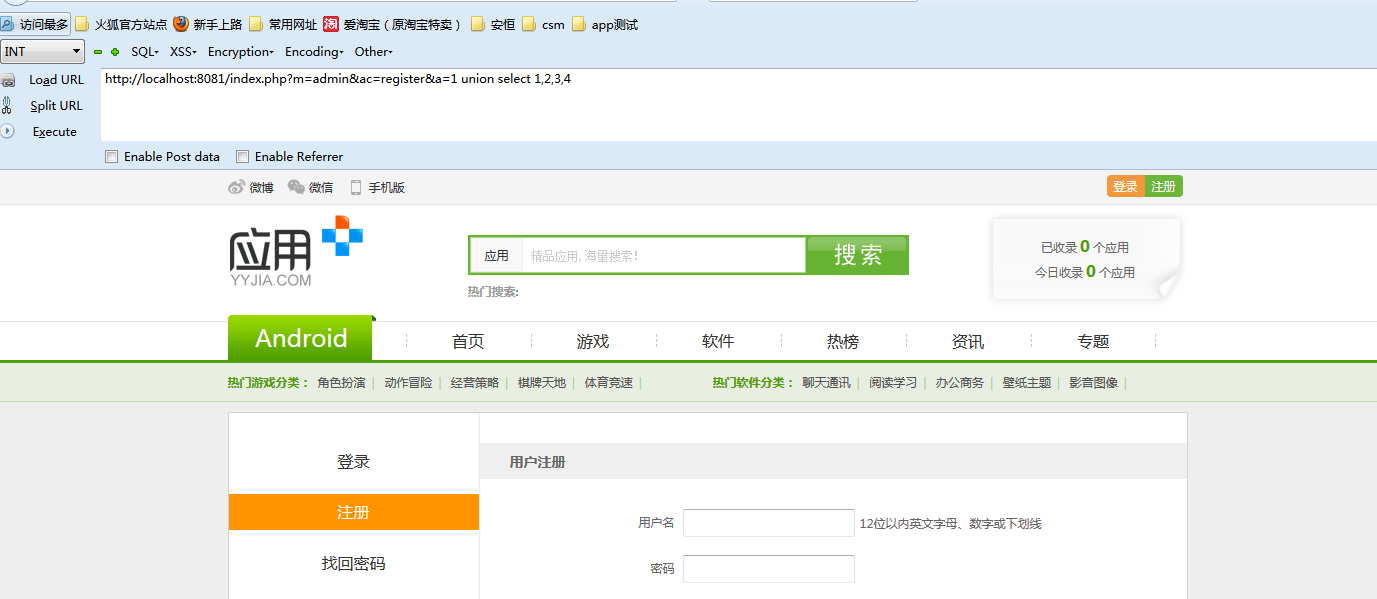 访问最多 火狐官方站点 新手上路 常用网址 淘 爱淘宝（原淘宝特卖） 安恒 csm app测试
INT SQL XSS Encryption Encoding Other
Load URL http://localhost:8081/index.php?m=admin&ac=register&a=1 union select 1,2,3,4
Split URL
Execute
Enable Post data Enable Referrer
微博 微信 手机版 登录 注册
应用
YYJIA.COM
应用 精品应用, 海量搜索! 搜索
热门搜索:
已收录 0 个应用
今日收录 0 个应用
Android 首页 游戏 软件 热榜 资讯 专题
热门游戏分类： 角色扮演 | 动作冒险 | 经营策略 | 棋牌天地 | 体育竞速 | 热门软件分类： 聊天通讯 | 阅读学习 | 办公商务 | 壁纸主题 | 影音图像 |
登录
注册
找回密码
用户注册
用户名 12位以内英文字母、数字或下划线
密码